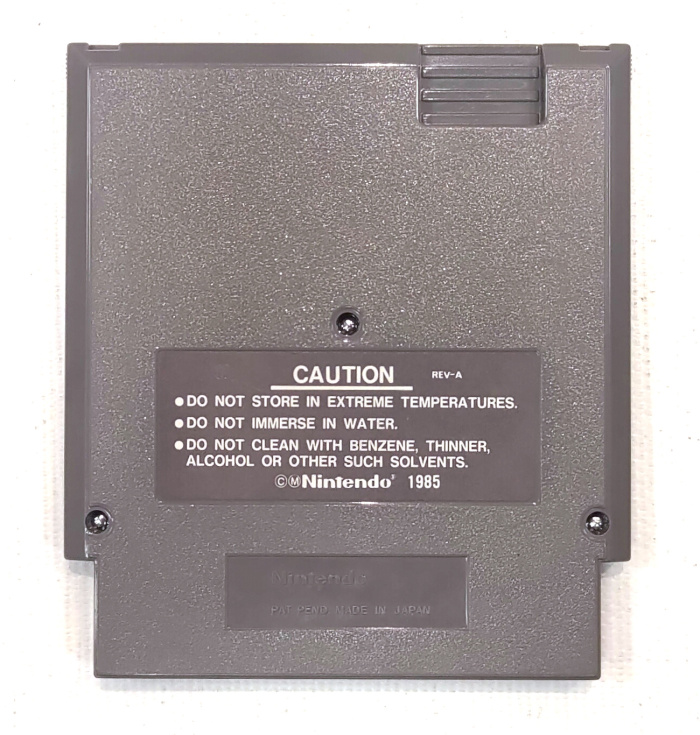 CAUTION REV-A
●DO NOT STORE IN EXTREME TEMPERATURES.
●DO NOT IMMERSE IN WATER.
●DO NOT CLEAN WITH BENZENE, THINNER,
ALCOHOL OR OTHER SUCH SOLVENTS.
©ⓂNintendo® 1985
Nintendo®
PAT. PEND. MADE IN JAPAN